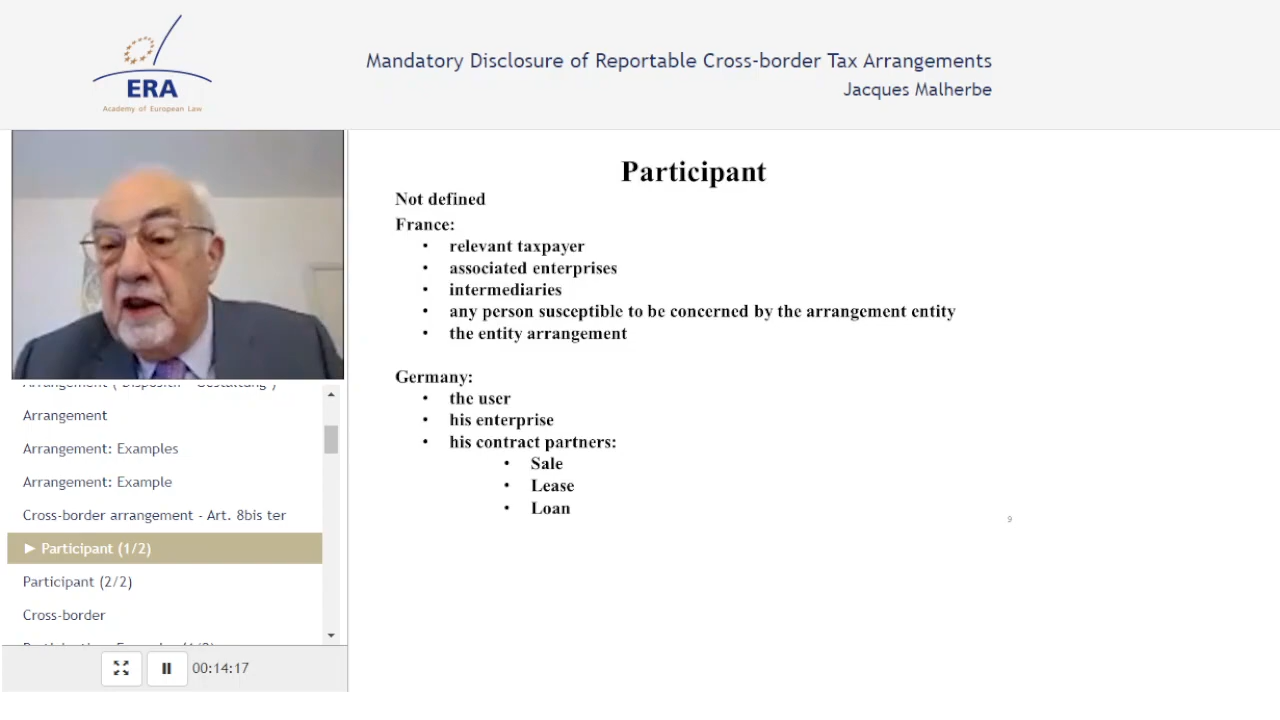 ERA
Academy of European Law
Mandatory Disclosure of Reportable Cross-border Tax Arrangements
Jacques Malherbe
Participant
Not defined
France:
• relevant taxpayer
• associated enterprises
• intermediaries
• any person susceptible to be concerned by the arrangement entity
• the entity arrangement
Germany:
• the user
• his enterprise
• his contract partners:
• Sale
• Lease
• Loan
9
Arrangement
Arrangement: Examples
Arrangement: Example
Cross-border arrangement - Art. 8bis ter
► Participant (1/2)
Participant (2/2)
Cross-border
00:14:17